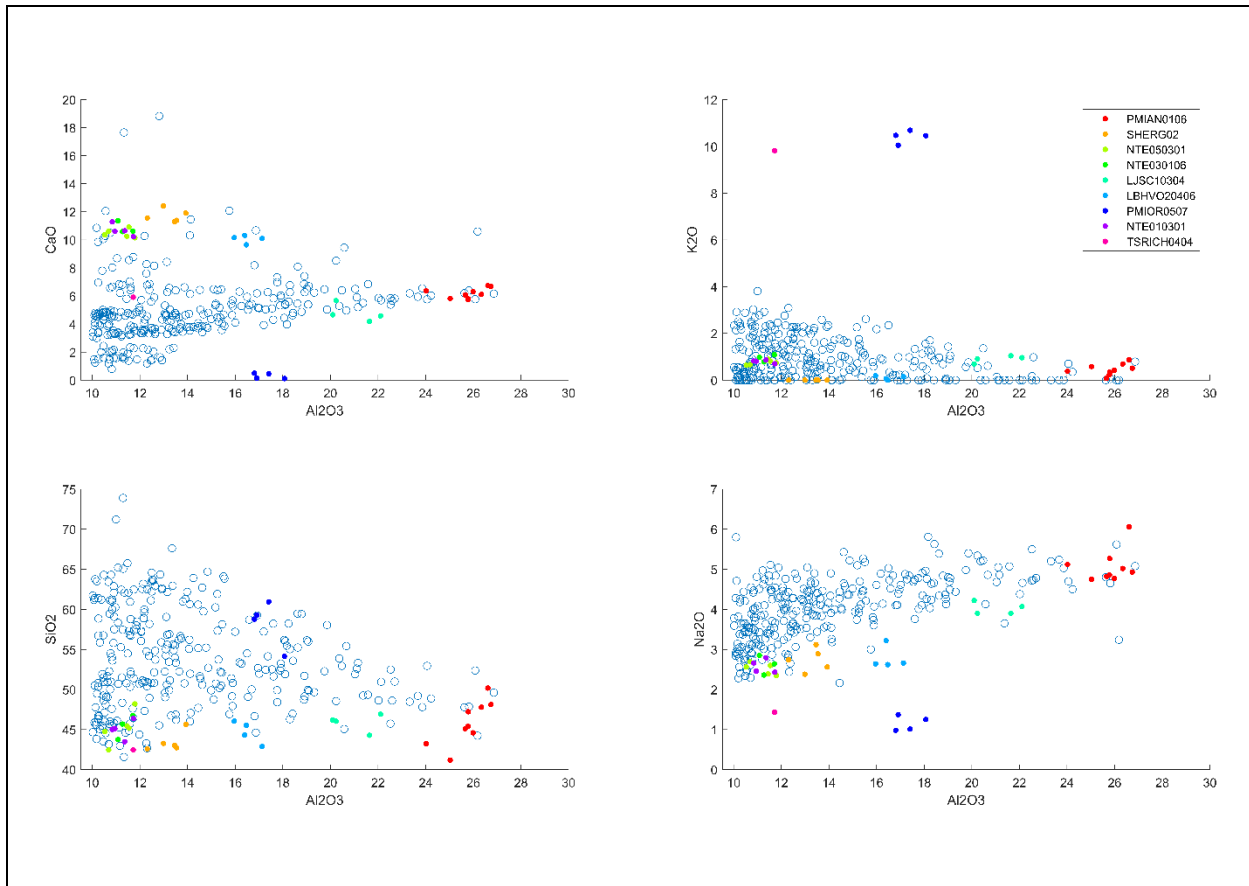 20
18
16
14
12
10
8
6
4
2
0
CaO
10 12 14 16 18 20 22 24 26 28 30
Al2O3
12
10
8
6
4
2
0
K2O
10 12 14 16 18 20 22 24 26 28 30
Al2O3
PMIAN0106
SHERG02
NTE050301
NTE030106
LJSC10304
LBHVO20406
PMIOR0507
NTE010301
TSRICH0404
75
70
65
60
55
50
45
40
SiO2
10 12 14 16 18 20 22 24 26 28 30
Al2O3
7
6
5
4
3
2
1
0
Na2O
10 12 14 16 18 20 22 24 26 28 30
Al2O3